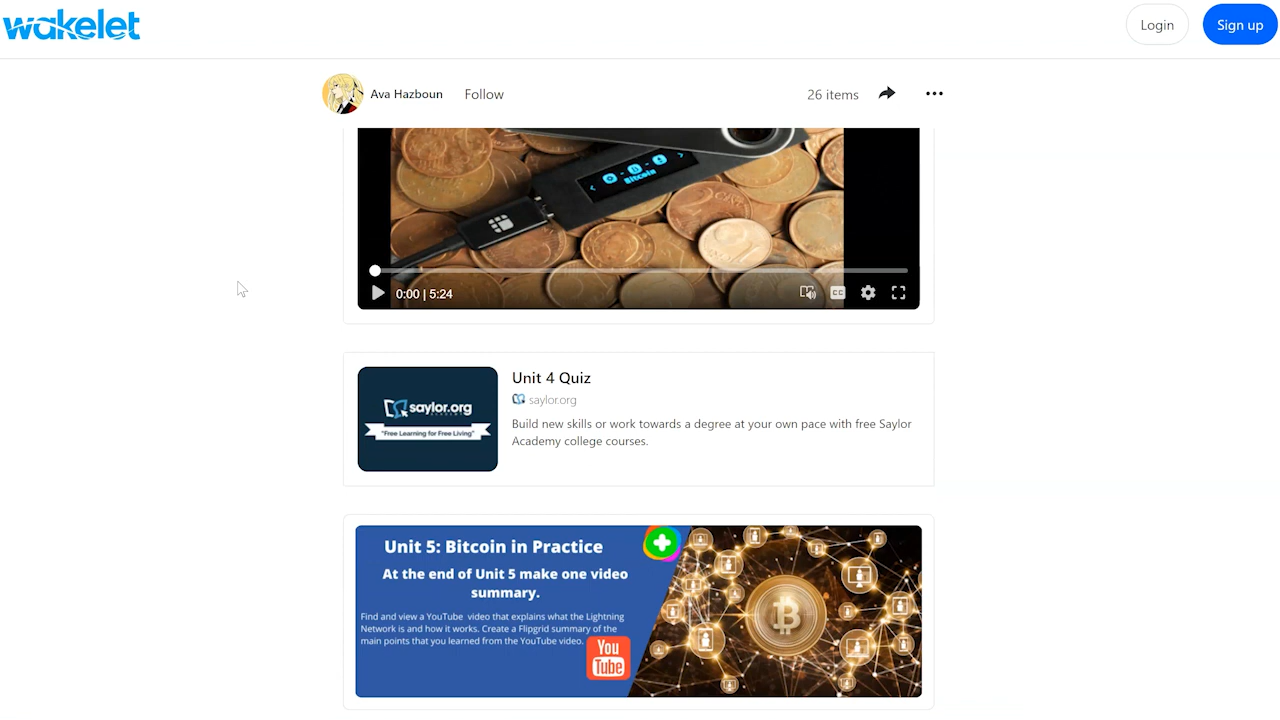 wakelet
Login
Sign up
Ava Hazboun
Follow
26 items
Bitcoin
0:00 | 5:24
CC
Unit 4 Quiz
saylor.org
Build new skills or work towards a degree at your own pace with free Saylor
Academy college courses.
saylor.org
ACADEMY
"Free Learning for Free Living"
Unit 5: Bitcoin in Practice
At the end of Unit 5 make one video
summary.
Find and view a YouTube video that explains what the Lightning
Network is and how it works. Create a Flipgrid summary of the
main points that you learned from the YouTube video.
You
Tube